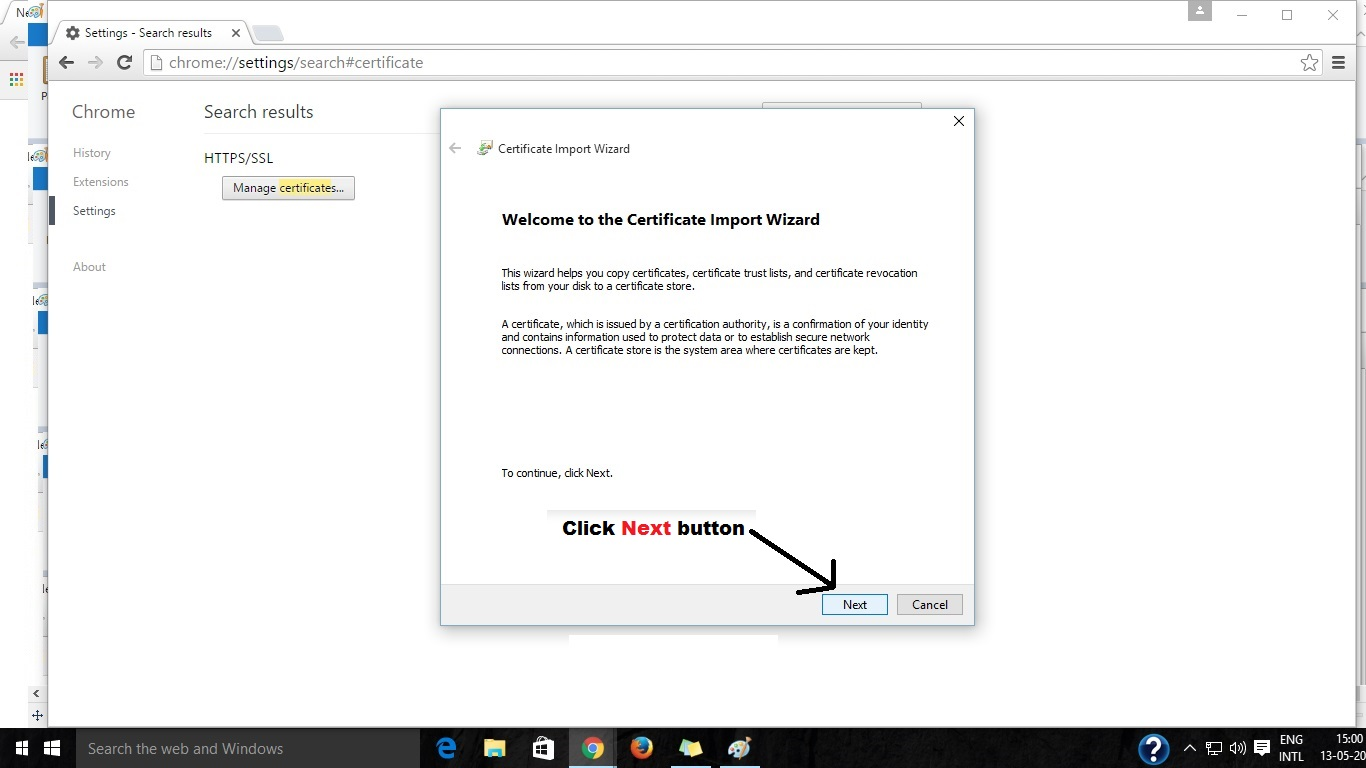 Ne
Settings - Search results
chrome://settings/search#certificate
Chrome
Search results
History
Extensions
Settings
About
HTTPS/SSL
Manage certificates...
Certificate Import Wizard
Welcome to the Certificate Import Wizard
This wizard helps you copy certificates, certificate trust lists, and certificate revocation
lists from your disk to a certificate store.
A certificate, which is issued by a certification authority, is a confirmation of your identity
and contains information used to protect data or to establish secure network
connections. A certificate store is the system area where certificates are kept.
To continue, click Next.
Click Next button
Next
Cancel
Search the web and Windows
ENG
INTL
15:00
13-05-20